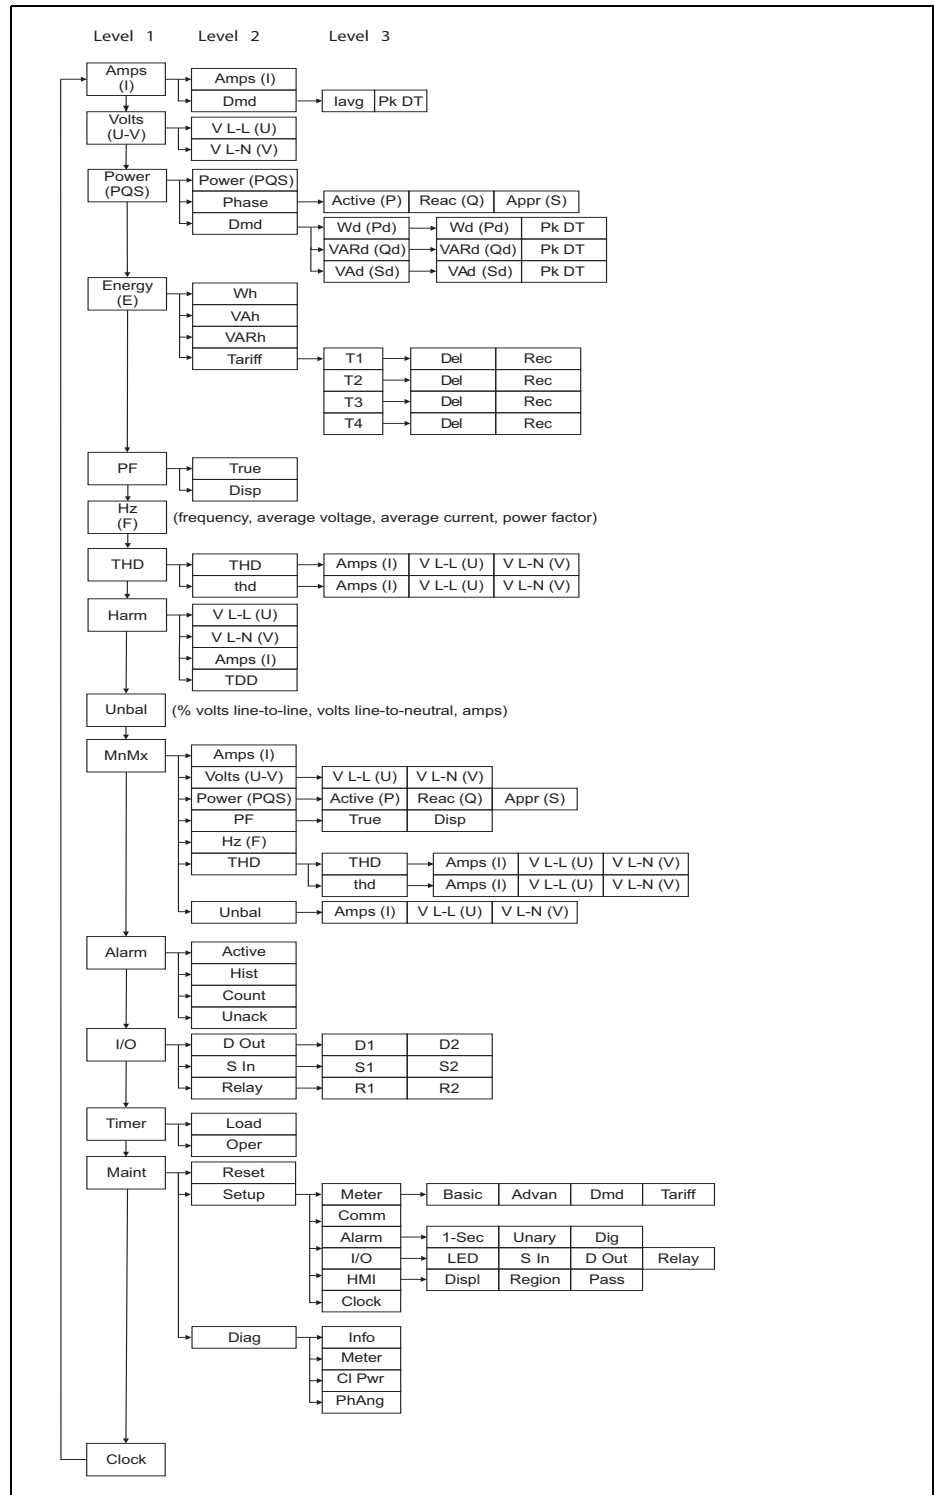 Level 1 Level 2 Level 3
Amps (I) Amps (I)
Dmd Iavg Pk DT
Volts (U-V) V L-L (U)
V L-N (V)
Power (PQS) Power (PQS)
Phase Active (P) Reac (Q) Appr (S)
Dmd Wd (Pd) Wd (Pd) Pk DT
VARd (Qd) VARd (Qd) Pk DT
VAd (Sd) VAd (Sd) Pk DT
Energy (E) Wh
VAh
VARh
Tariff T1 Del Rec
T2 Del Rec
T3 Del Rec
T4 Del Rec
PF True
Disp
Hz (F) (frequency, average voltage, average current, power factor)
THD THD Amps (I) V L-L (U) V L-N (V)
thd Amps (I) V L-L (U) V L-N (V)
Harm V L-L (U)
V L-N (V)
Amps (I)
TDD
Unbal (% volts line-to-line, volts line-to-neutral, amps)
MnMx Amps (I)
Volts (U-V) V L-L (U) V L-N (V)
Power (PQS) Active (P) Reac (Q) Appr (S)
PF True Disp
Hz (F)
THD THD Amps (I) V L-L (U) V L-N (V)
thd Amps (I) V L-L (U) V L-N (V)
Unbal Amps (I) V L-L (U) V L-N (V)
Alarm Active
Hist
Count
Unack
I/O D Out D1 D2
S In S1 S2
Relay R1 R2
Timer Load
Oper
Maint Reset
Setup Meter Basic Advan Dmd Tariff
Comm
Alarm 1-Sec Unary Dig
I/O LED S In D Out Relay
HMI Displ Region Pass
Clock
Diag Info
Meter
Cl Pwr
PhAng
Clock